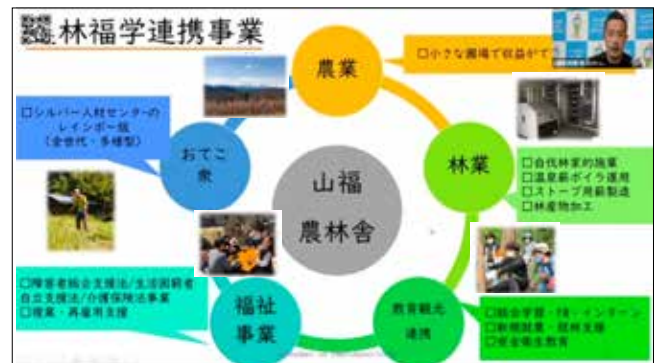 林福学連携事業
農業
□小さな圃場で収益が
□シルバー人材センターの
レインボー版
(全世代・多種型)
おてこ
衆
林業
□自伐林家的施業
□温泉薪ボイラ運用
□ストーブ用薪製造
□林産物加工
山福
農林舎
□障害者総合支援法/生活困窮者
自立支援法/介護保険法事業
□復業・再雇用支援
福祉
事業
教育観光
連携
□総合学習・FR・インターン
□新規就業・就林支援
□安全衛生教育